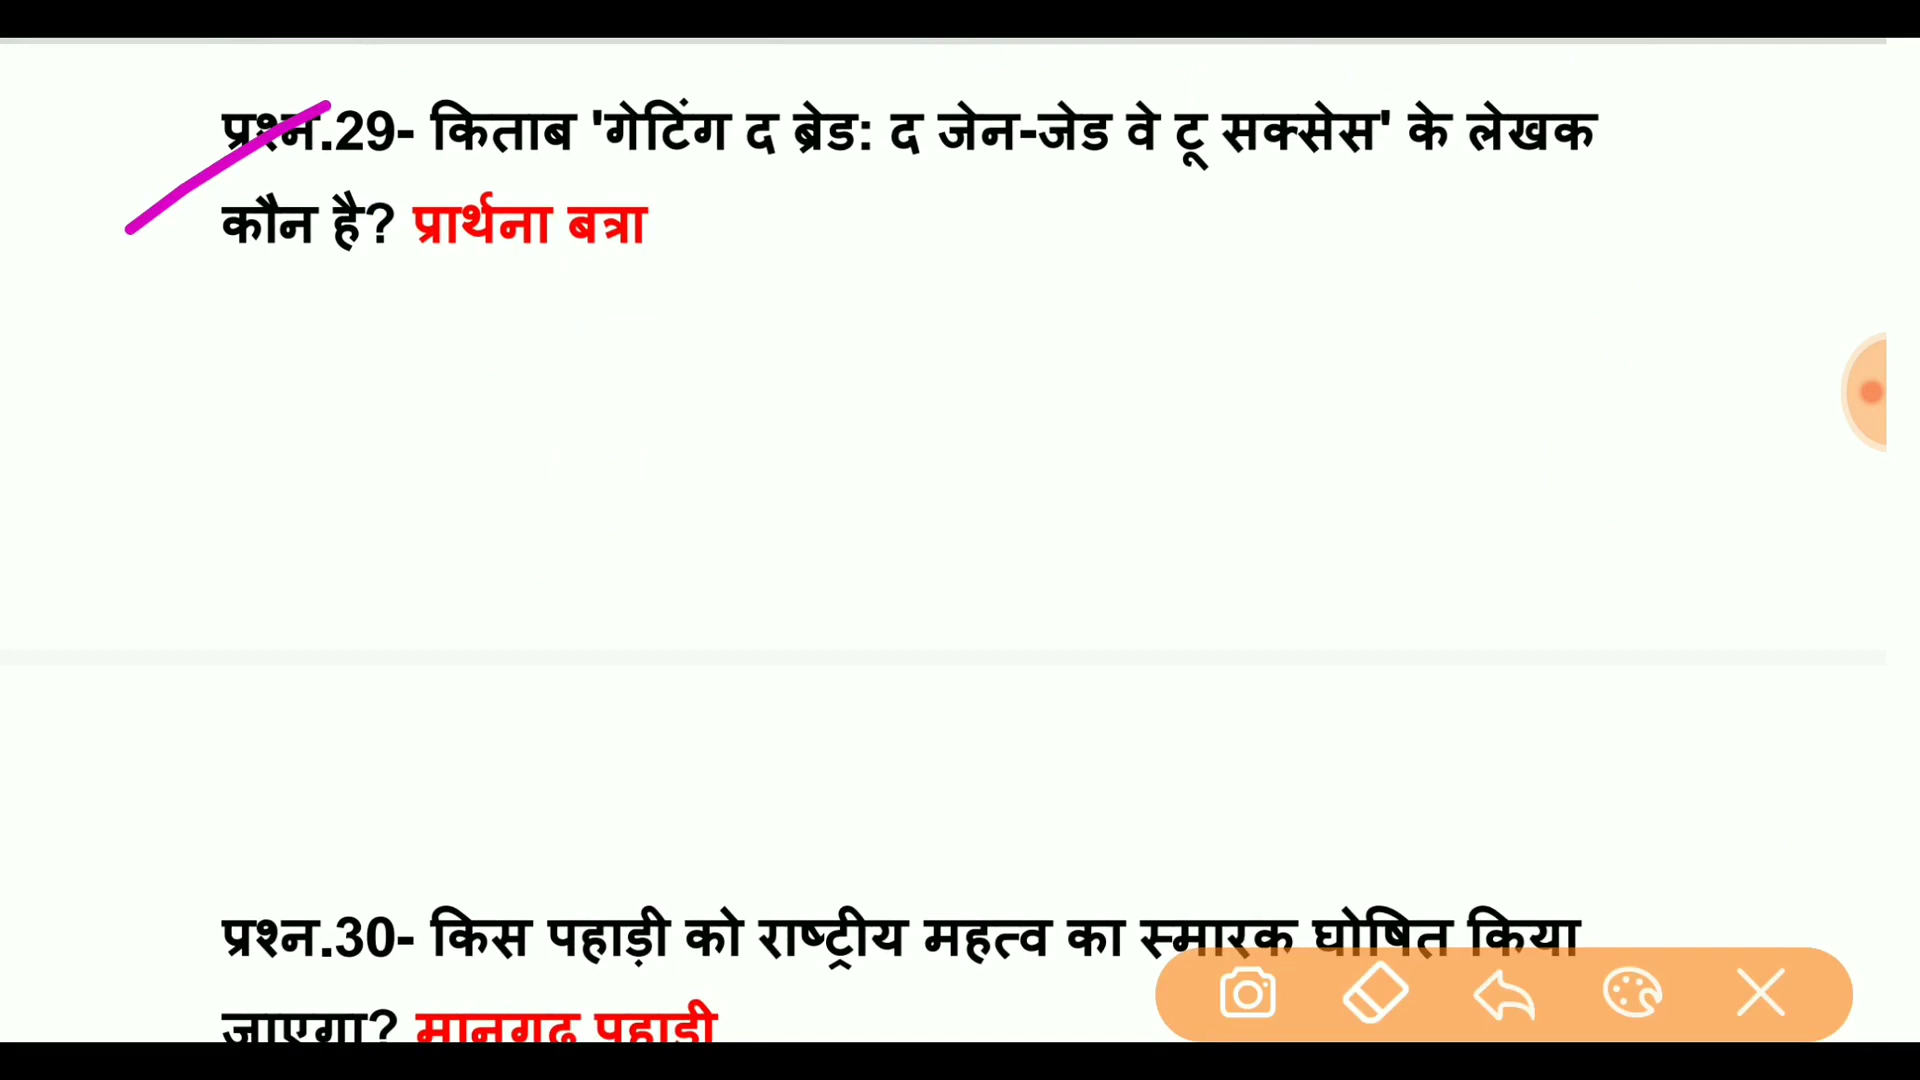 प्रश्न.29- किताब 'गेटिंग द ब्रेड: द जेन-जेड वे टू सक्सेस' के लेखक
कौन है? प्रार्थना बत्रा
प्रश्न.30- किस पहाड़ी को राष्ट्रीय महत्व का स्मारक घोषित किया
जाएगा? मानगढ़ पहाड़ी